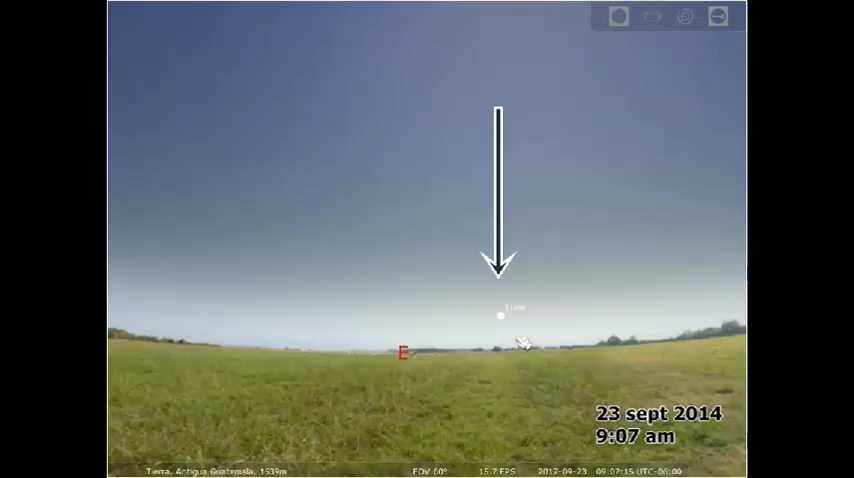 Luna
E
23 sept 2014
9:07 am
Tierra, Antigua Guatemala, 1539m
FOV 60°
15.7 FPS
2012-09-23 09:07:15 UTC-06:00